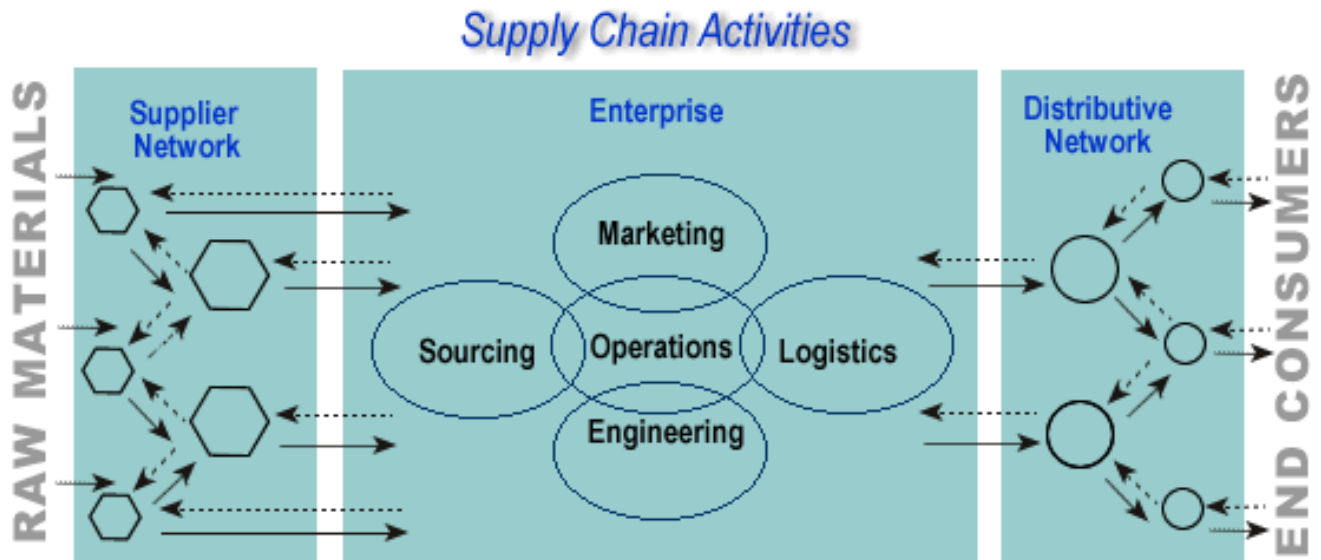 Supply Chain Activities
RAW MATERIALS
Supplier
Network
Enterprise
Marketing
Sourcing
Operations
Logistics
Engineering
Distributive
Network
END CONSUMERS